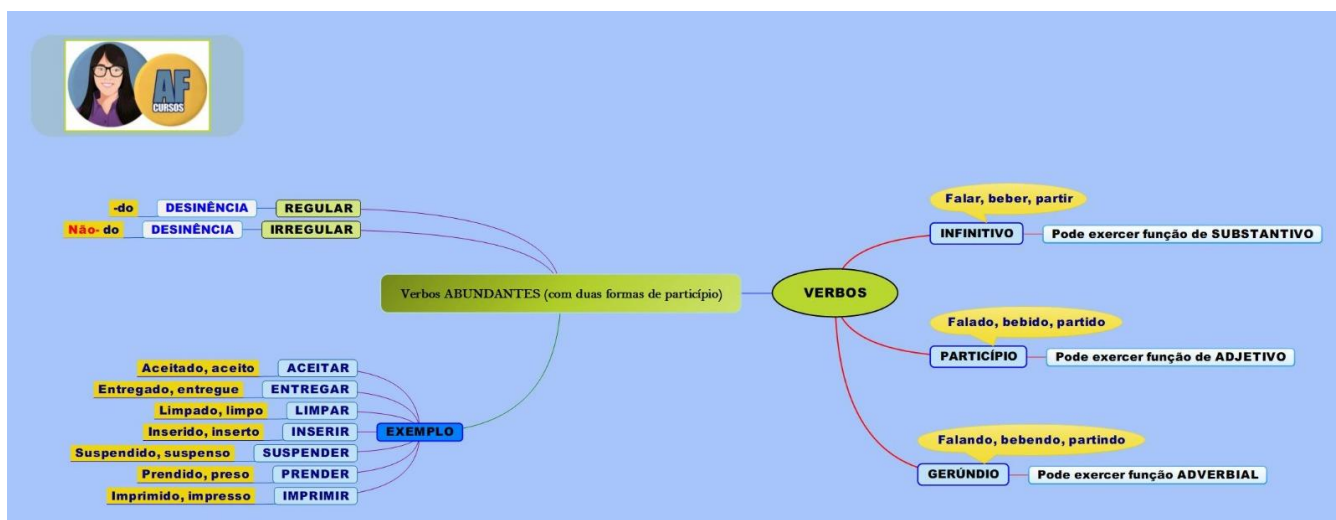 AF
CURSOS
-do DESINÊNCIA REGULAR
Não- do DESINÊNCIA IRREGULAR
Verbos ABUNDANTES (com duas formas de particípio)
Aceitado, aceito ACEITAR
Entregado, entregue ENTREGAR
Limpado, limpo LIMPAR
Inserido, inserto INSERIR
Suspendido, suspenso SUSPENDER
Prendido, preso PRENDER
Imprimido, impresso IMPRIMIR
EXEMPLO
VERBOS
Falar, beber, partir
INFINITIVO Pode exercer função de SUBSTANTIVO
Falado, bebido, partido
PARTICÍPIO Pode exercer função de ADJETIVO
Falando, bebendo, partindo
GERÚNDIO Pode exercer função ADVERBIAL